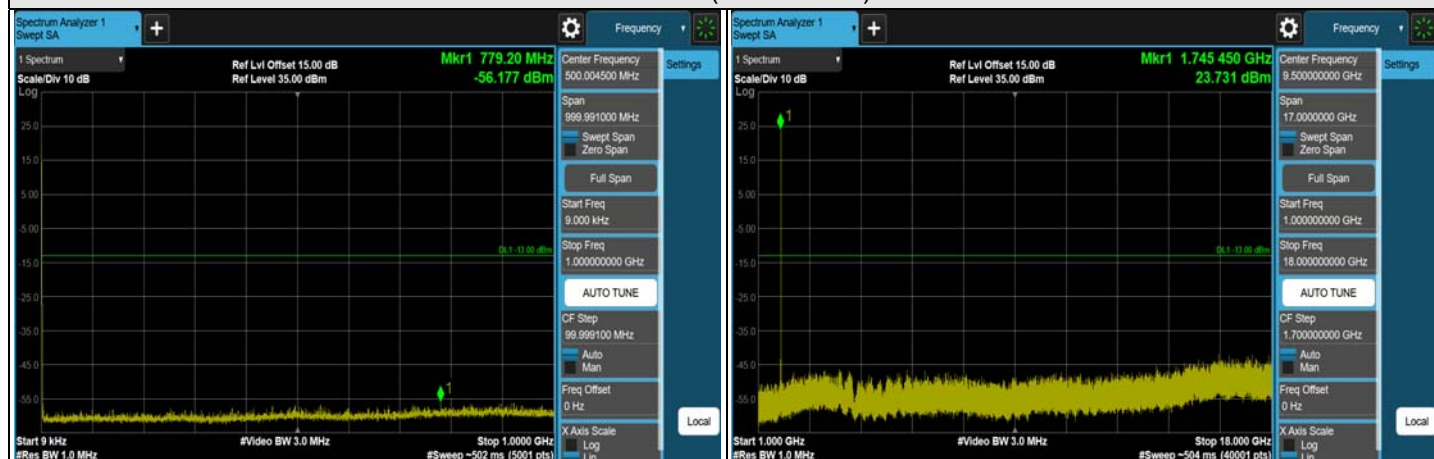 Spectrum Analyzer 1
Swept SA
+
Frequency
1 Spectrum
Scale/Div 10 dB
Log
Ref Lvl Offset 15.00 dB
Ref Level 35.00 dBm
Mkr1 779.20 MHz
-56.177 dBm
25.0
15.0
5.00
-5.00
-15.0
-25.0
-35.0
-45.0
-55.0
DL1 -13.00 dBm
1
Start 9 kHz
#Res BW 1.0 MHz
#Video BW 3.0 MHz
Stop 1.0000 GHz
#Sweep ~502 ms (5001 pts)
Center Frequency
500.004500 MHz
Settings
Span
999.991000 MHz
Swept Span
Zero Span
Full Span
Start Freq
9.000 kHz
Stop Freq
1.000000000 GHz
AUTO TUNE
CF Step
99.999100 MHz
Auto
Man
Freq Offset
0 Hz
X Axis Scale
Log
Lin
Local
Spectrum Analyzer 1
Swept SA
+
Frequency
1 Spectrum
Scale/Div 10 dB
Log
Ref Lvl Offset 15.00 dB
Ref Level 35.00 dBm
Mkr1 1.745 450 GHz
23.731 dBm
25.0
15.0
5.00
-5.00
-15.0
-25.0
-35.0
-45.0
-55.0
DL1 -13.00 dBm
1
Start 1.000 GHz
#Res BW 1.0 MHz
#Video BW 3.0 MHz
Stop 18.000 GHz
#Sweep ~504 ms (40001 pts)
Center Frequency
9.500000000 GHz
Settings
Span
17.0000000 GHz
Swept Span
Zero Span
Full Span
Start Freq
1.000000000 GHz
Stop Freq
18.000000000 GHz
AUTO TUNE
CF Step
1.700000000 GHz
Auto
Man
Freq Offset
0 Hz
X Axis Scale
Log
Lin
Local